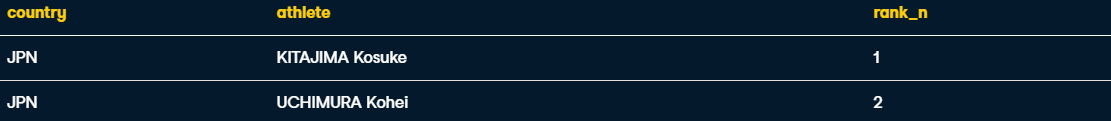 country athlete rank_n
JPN KITAJIMA Kosuke 1
JPN UCHIMURA Kohei 2